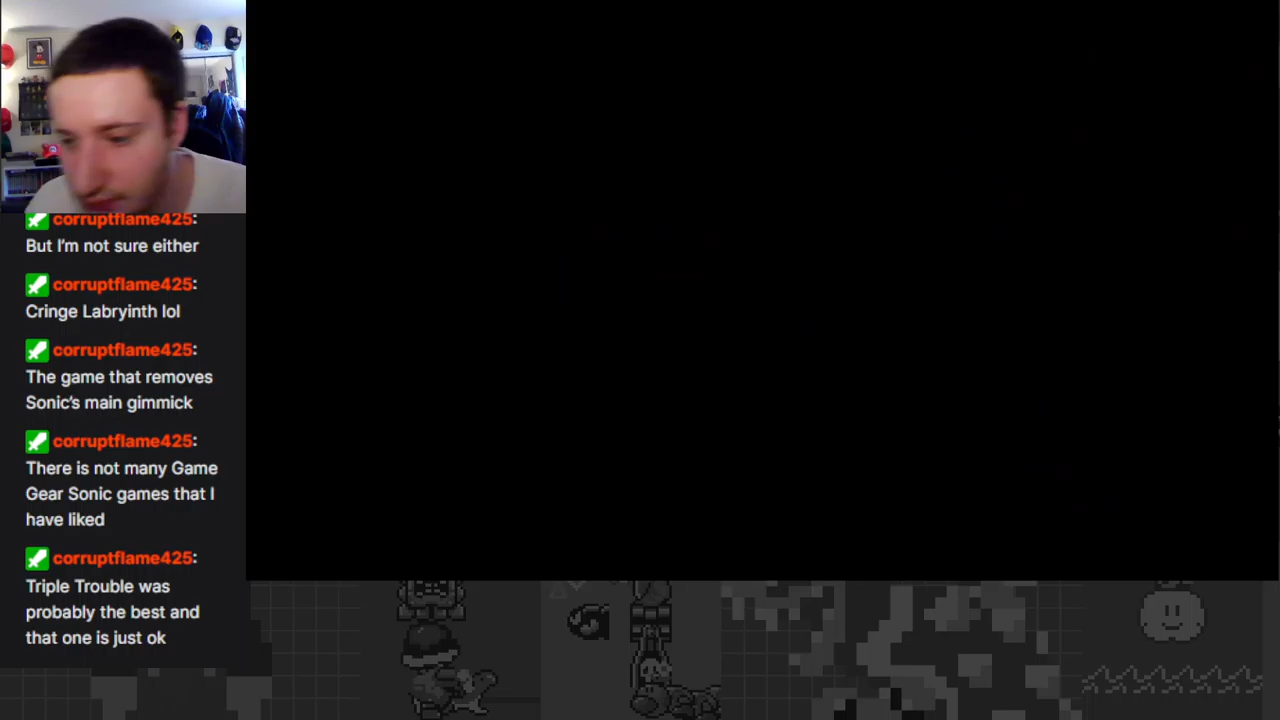 corruptflame425:
But I'm not sure either
corruptflame425:
Cringe Labryinth lol
corruptflame425:
The game that removes
Sonic's main gimmick
corruptflame425:
There is not many Game
Gear Sonic games that I
have liked
corruptflame425:
Triple Trouble was
probably the best and
that one is just ok